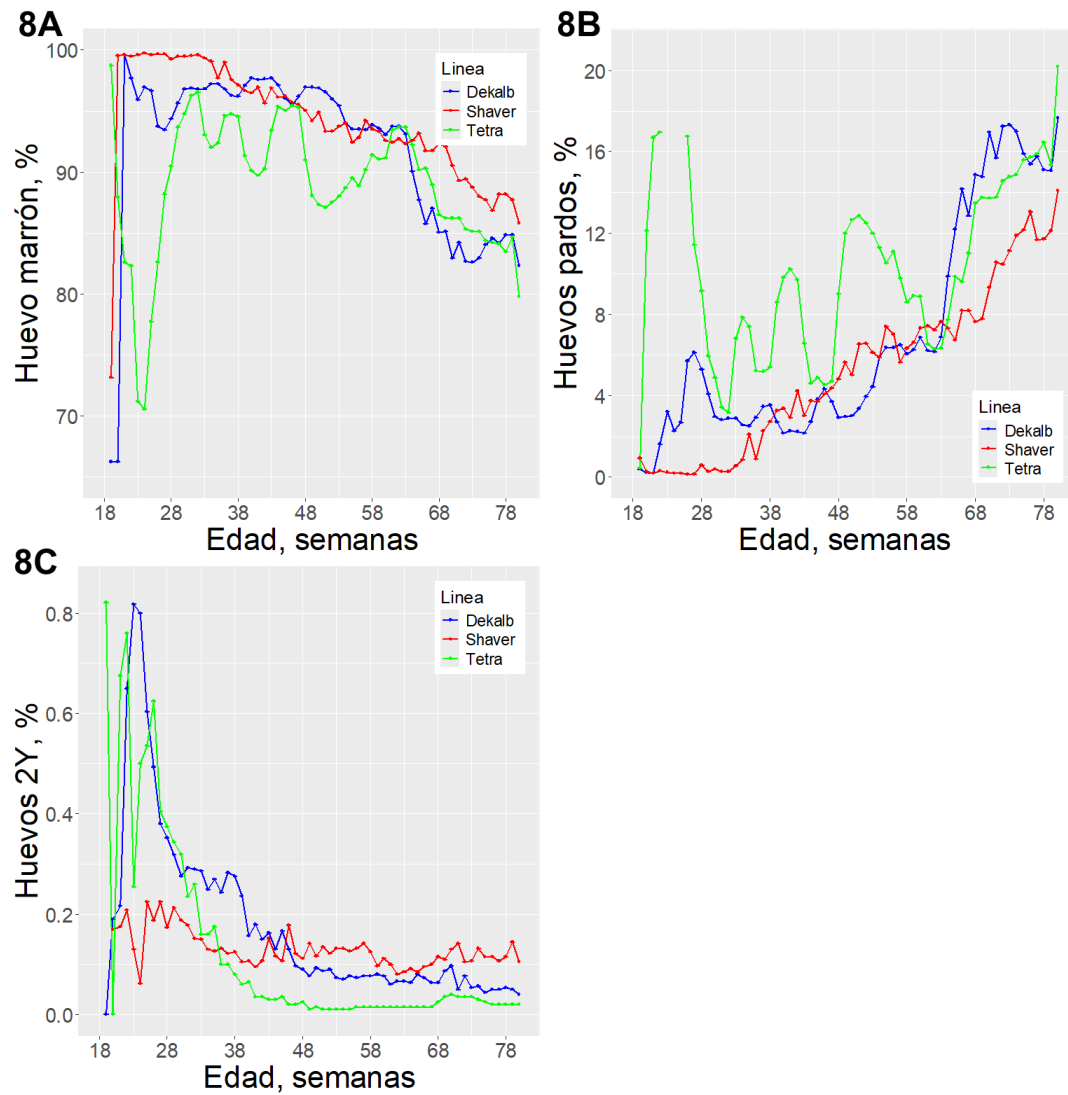 8A
Huevo marrón, %
100
90
80
70
18 28 38 48 58 68 78
Edad, semanas
Linea
Dekalb
Shaver
Tetra
8B
Huevos pardos, %
20
16
12
8
4
0
18 28 38 48 58 68 78
Edad, semanas
Linea
Dekalb
Shaver
Tetra
8C
Huevos 2Y, %
0.8
0.6
0.4
0.2
0.0
18 28 38 48 58 68 78
Edad, semanas
Linea
Dekalb
Shaver
Tetra